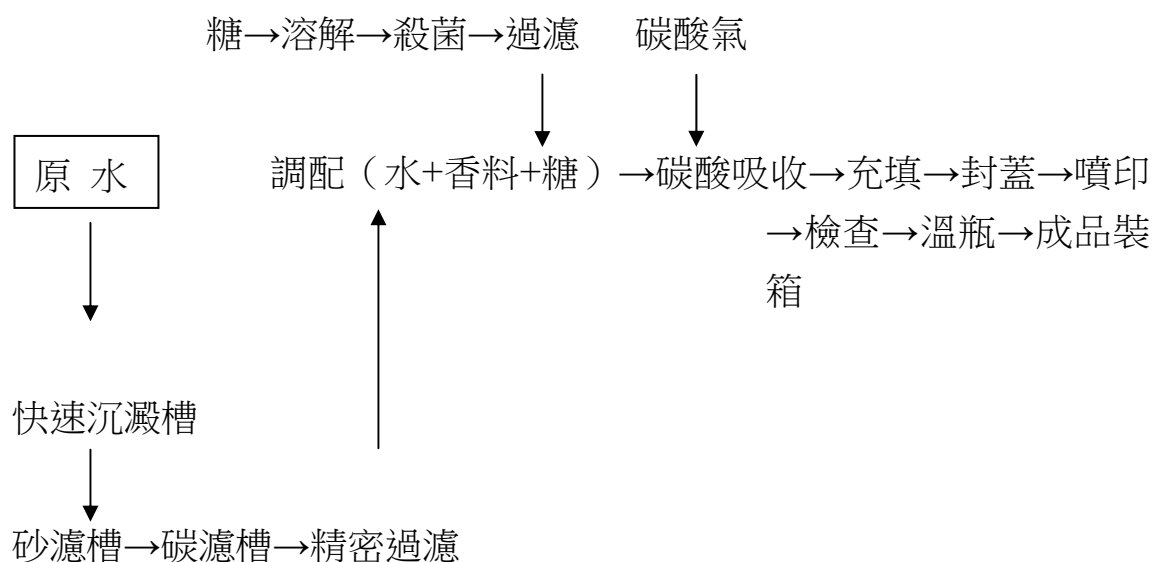 糖→溶解→殺菌→過濾 碳酸氣
原 水
調配（水+香料+糖）→碳酸吸收→充填→封蓋→噴印
→檢查→溫瓶→成品裝
箱
快速沉澱槽
砂濾槽→碳濾槽→精密過濾